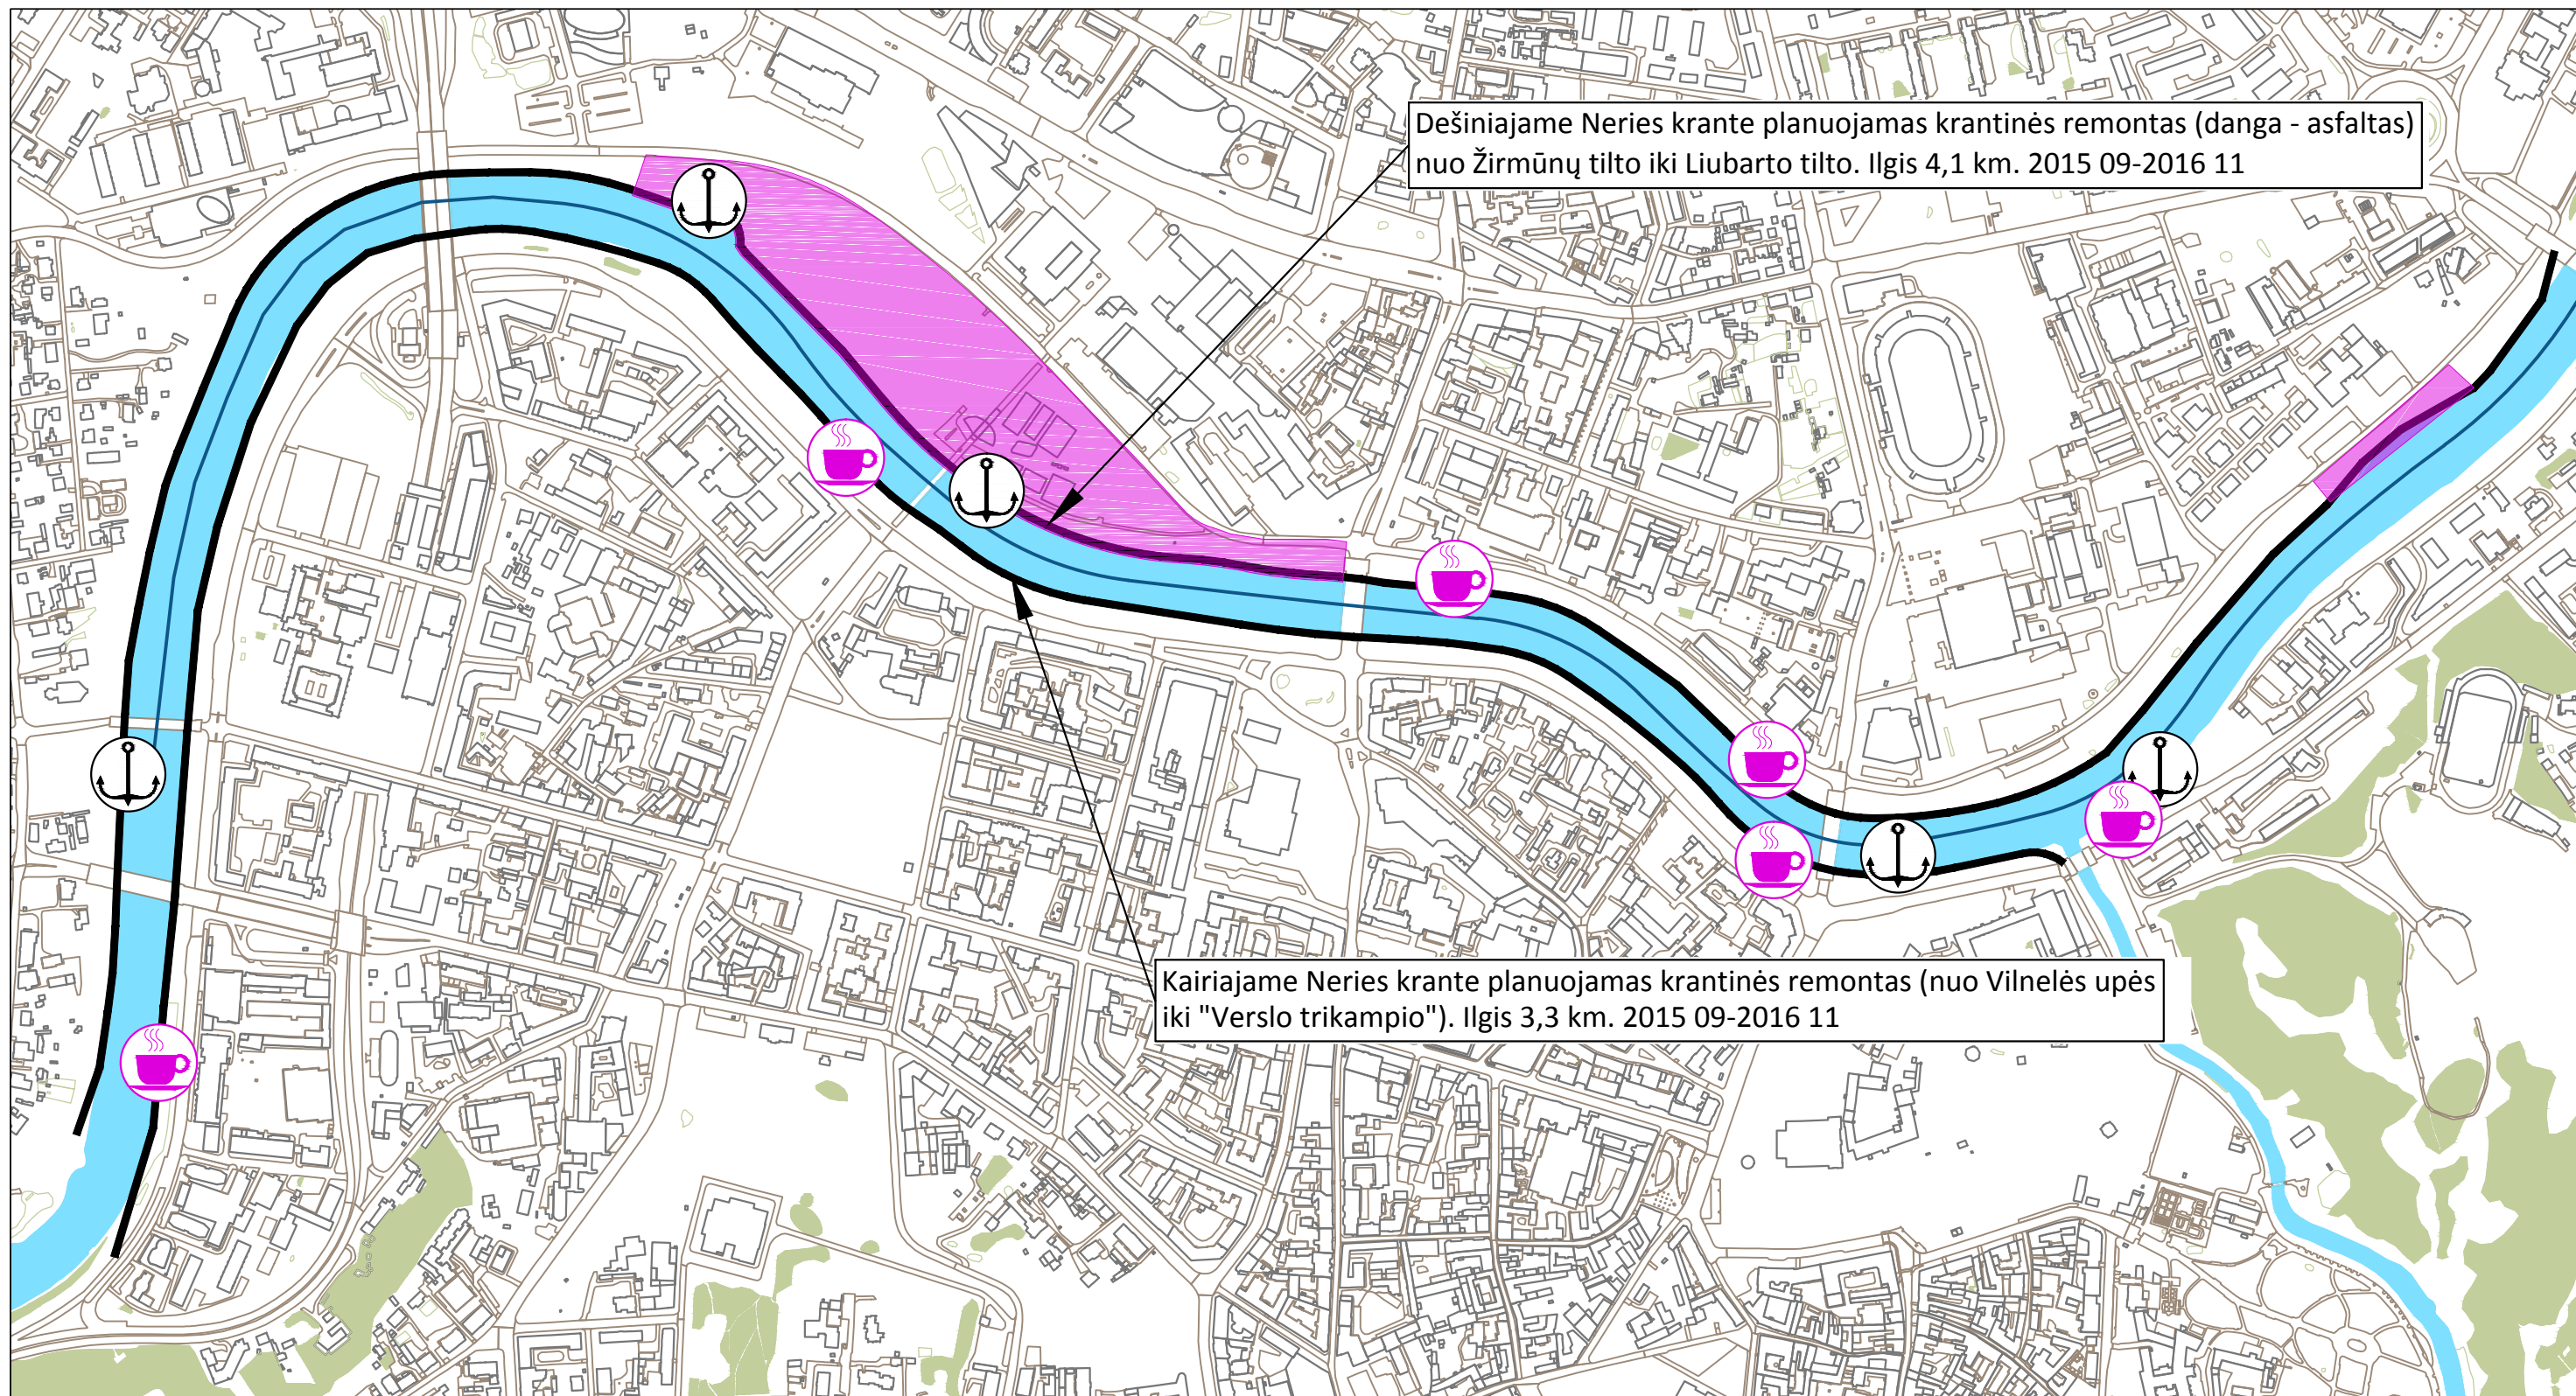 Dešiniajame Neries krante planuojamas krantinės remontas (danga - asfaltas)
nuo Žirmūnų tilto iki Liubarto tilto. Ilgis 4,1 km. 2015 09-2016 11
Kairiajame Neries krante planuojamas krantinės remontas (nuo Vilnelės upės
iki "Verslo trikampio"). Ilgis 3,3 km. 2015 09-2016 11